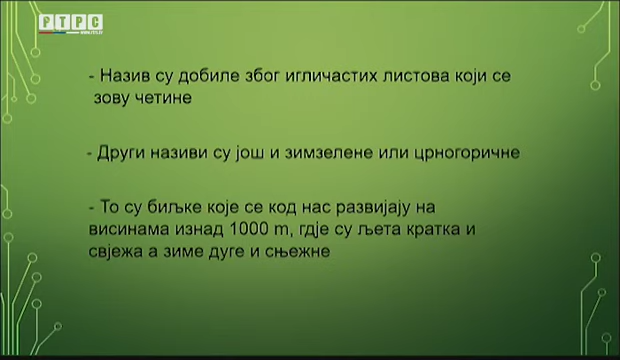 РТРС
- Назив су добиле због игличастих листова који се
зову четине
- Други називи су још и зимзелене или црногоричне
- То су биљке које се код нас развијају на
висинама изнад 1000 m, гдје су љета кратка и
свјежа а зиме дуге и сњежне